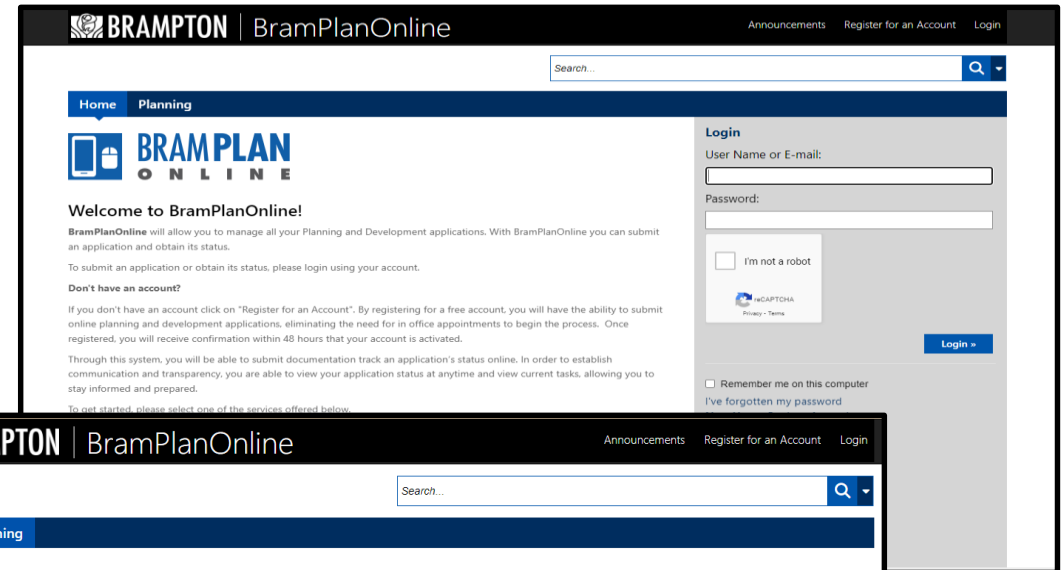 BRAMPTON | BramPlanOnline
Announcements Register for an Account Login
Search...
Home Planning
BRAMPLAN
ONLINE
Welcome to BramPlanOnline!
BramPlanOnline will allow you to manage all your Planning and Development applications. With BramPlanOnline you can submit
an application and obtain its status.
To submit an application or obtain its status, please login using your account.
Don't have an account?
If you don't have an account click on "Register for an Account". By registering for a free account, you will have the ability to submit
online planning and development applications, eliminating the need for in office appointments to begin the process. Once
registered, you will receive confirmation within 48 hours that your account is activated.
Through this system, you will be able to submit documentation track an application's status online. In order to establish
communication and transparency, you are able to view your application status at anytime and view current tasks, allowing you to
stay informed and prepared.
To get started, please select one of the services offered below.
Login
User Name or E-mail:
Password:
I'm not a robot
reCAPTCHA
Privacy - Terms
Login »
Remember me on this computer
I've forgotten my password
PTON | BramPlanOnline
Announcements Register for an Account Login
Search...
ning